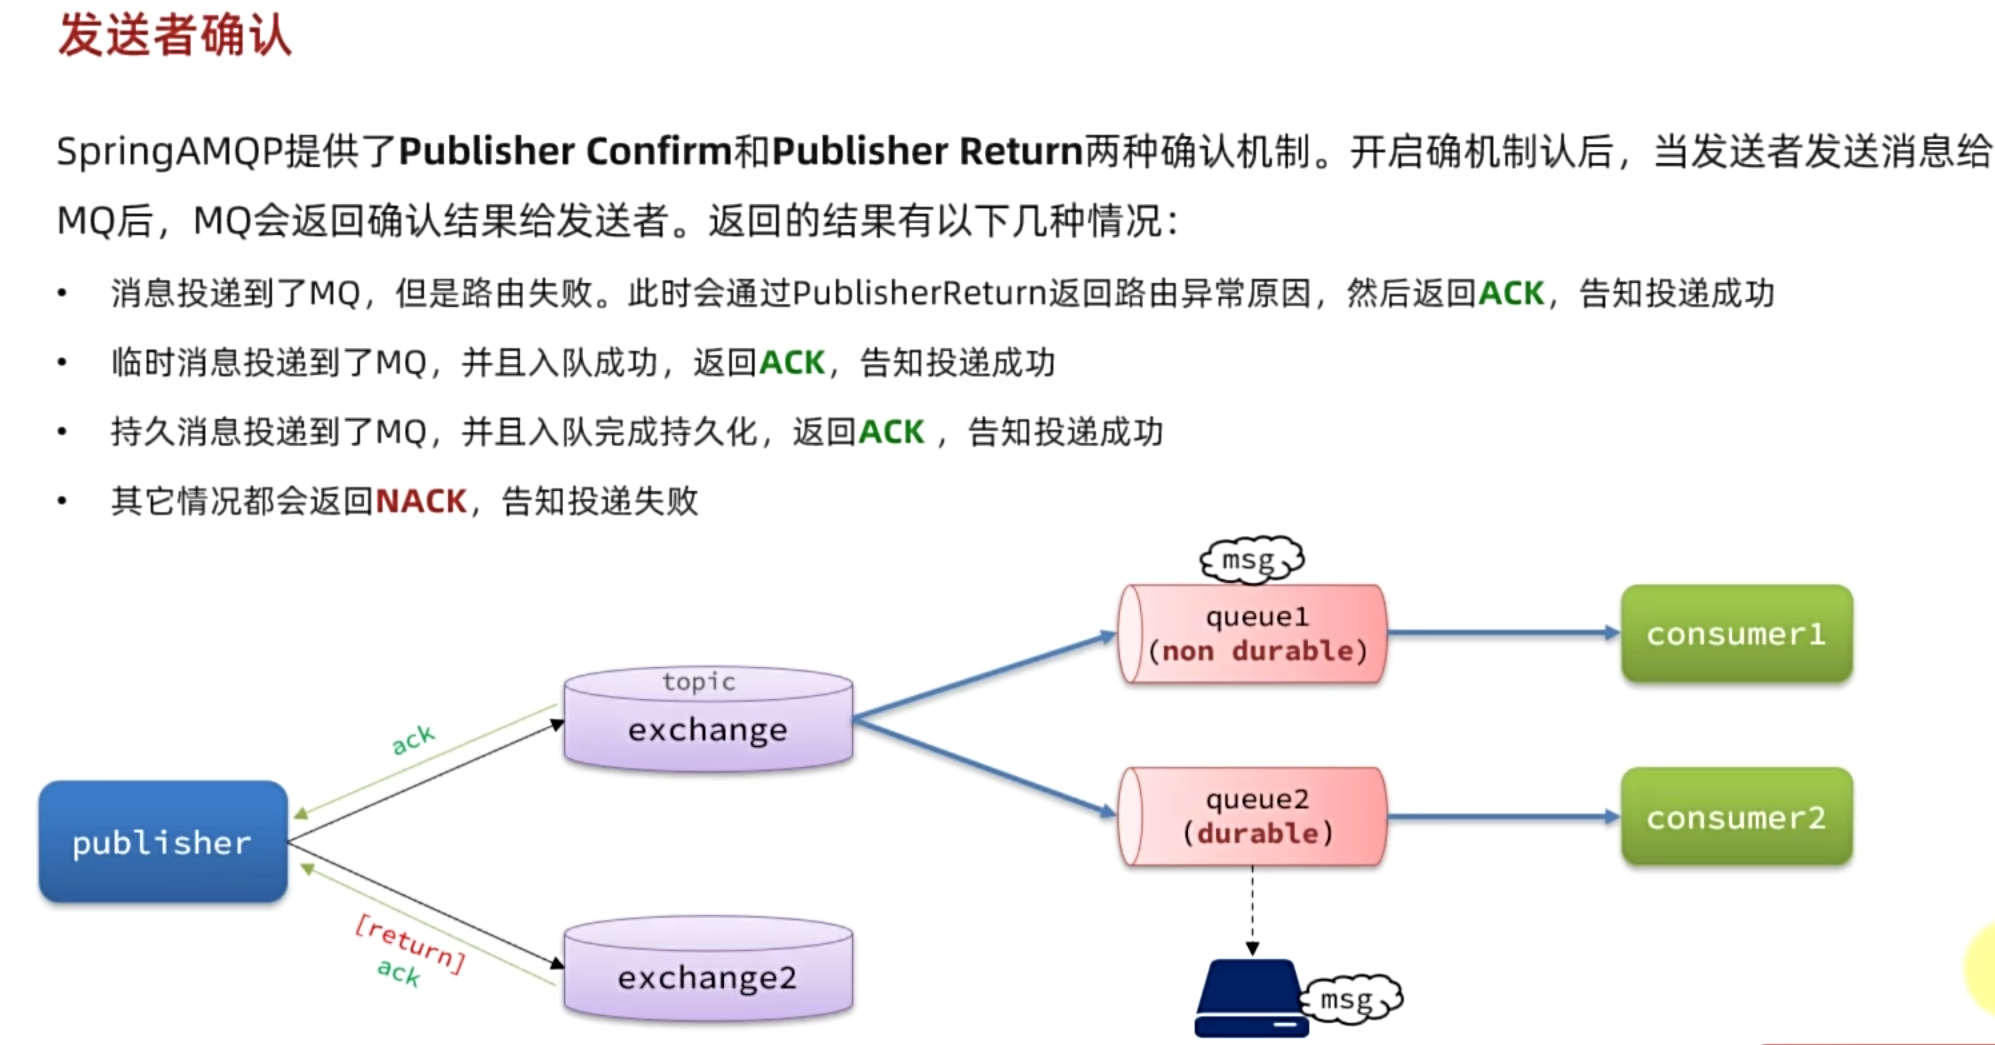 发送者确认
SpringAMQP提供了Publisher Confirm和Publisher Return两种确认机制。开启确机制认后，当发送者发送消息给
MQ后，MQ会返回确认结果给发送者。返回的结果有以下几种情况：
• 消息投递到了MQ，但是路由失败。此时会通过PublisherReturn返回路由异常原因，然后返回ACK，告知投递成功
• 临时消息投递到了MQ，并且入队成功，返回ACK，告知投递成功
• 持久消息投递到了MQ，并且入队完成持久化，返回ACK ，告知投递成功
• 其它情况都会返回NACK，告知投递失败
msg
queue1
(non durable)
consumer1
topic
exchange
ack
publisher
queue2
(durable)
consumer2
[return]
ack
exchange2
msg